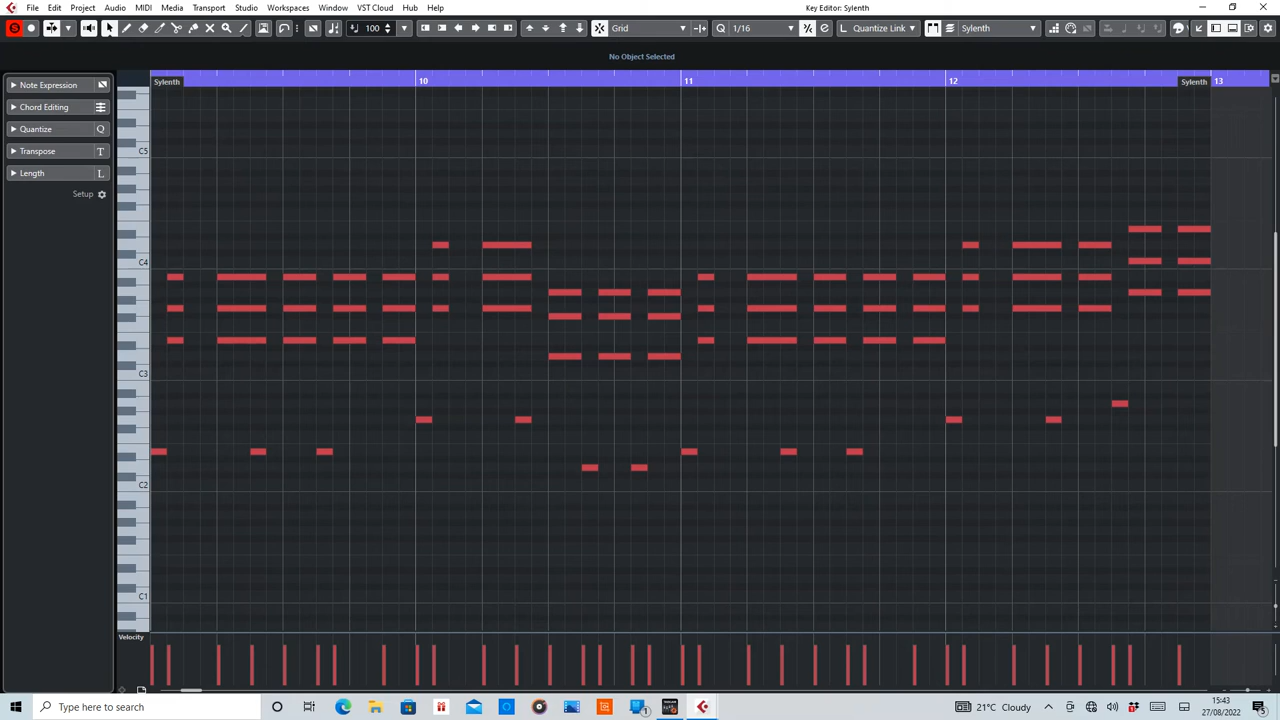 File Edit Project Audio MIDI Media Transport Studio Workspaces Window VST Cloud Hub Help
Key Editor: Sylenth
S 100 Grid Q 1/16 L Quantize Link Sylenth
No Object Selected
Note Expression
Chord Editing
Quantize Q
Transpose T
Length L
Setup
10 11 12 13
Sylenth Sylenth
C5
C4
C3
C2
C1
Velocity
Type here to search
21°C Cloudy
15:43
27/08/2022